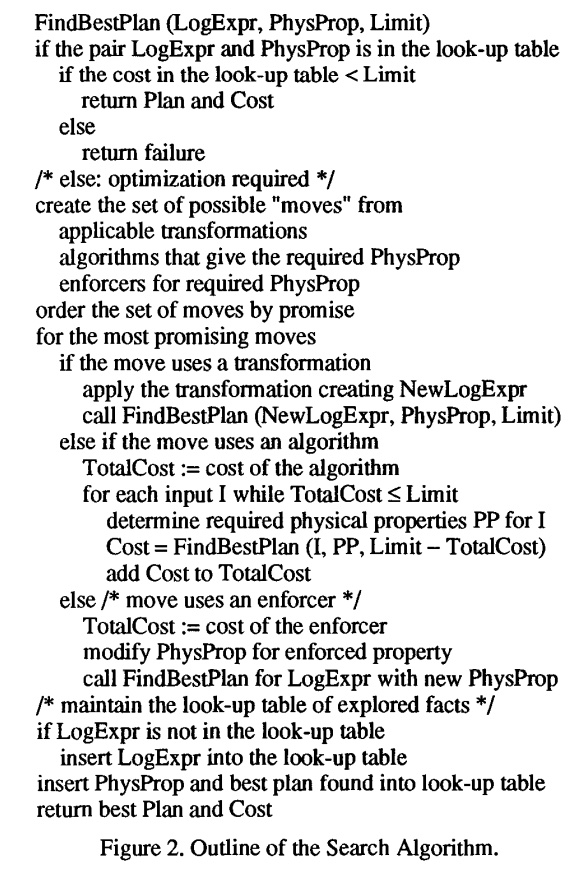 FindBestPlan (LogExpr, PhysProp, Limit)
if the pair LogExpr and PhysProp is in the look-up table
if the cost in the look-up table < Limit
return Plan and Cost
else
return failure
/* else: optimization required */
create the set of possible "moves" from
applicable transformations
algorithms that give the required PhysProp
enforcers for required PhysProp
order the set of moves by promise
for the most promising moves
if the move uses a transformation
apply the transformation creating NewLogExpr
call FindBestPlan (NewLogExpr, PhysProp, Limit)
else if the move uses an algorithm
TotalCost := cost of the algorithm
for each input I while TotalCost ≤ Limit
determine required physical properties PP for I
Cost = FindBestPlan (I, PP, Limit − TotalCost)
add Cost to TotalCost
else /* move uses an enforcer */
TotalCost := cost of the enforcer
modify PhysProp for enforced property
call FindBestPlan for LogExpr with new PhysProp
/* maintain the look-up table of explored facts */
if LogExpr is not in the look-up table
insert LogExpr into the look-up table
insert PhysProp and best plan found into look-up table
return best Plan and Cost
Figure 2. Outline of the Search Algorithm.